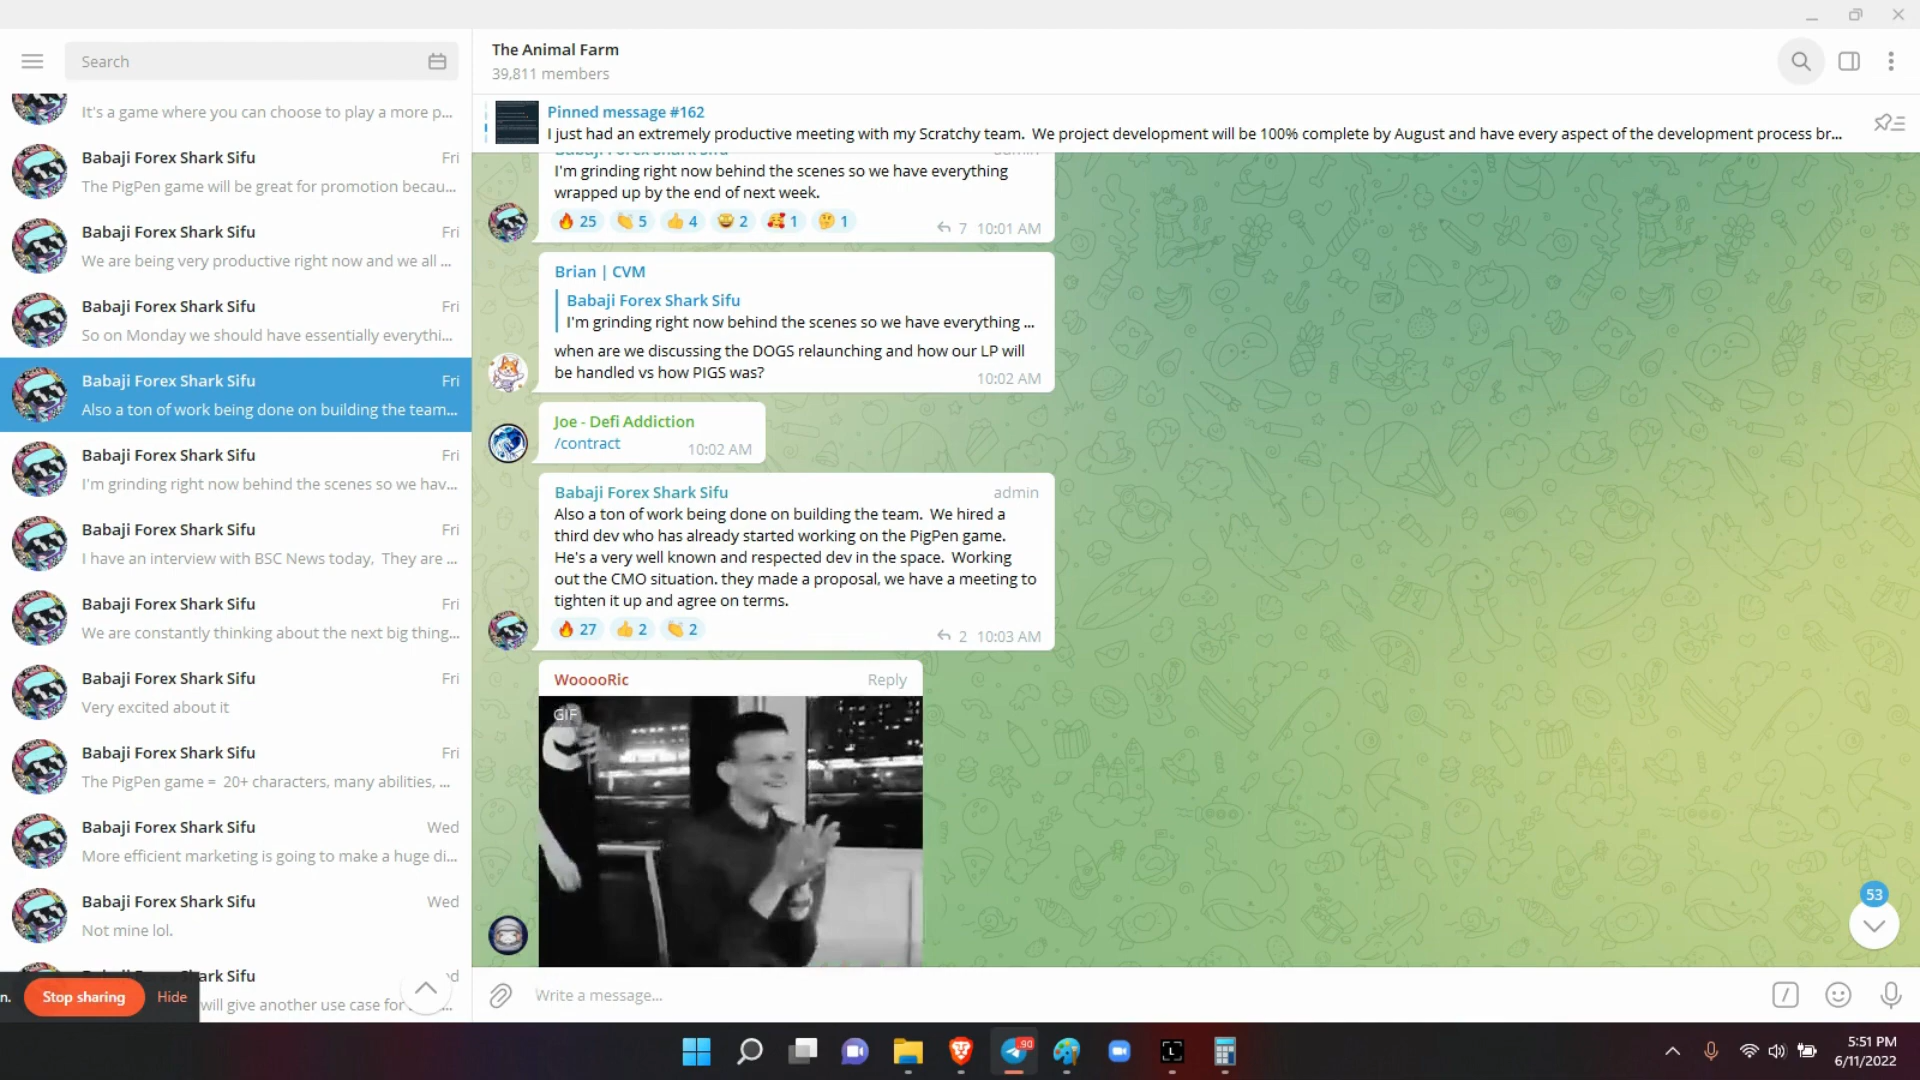 Search
It's a game where you can choose to play a more p...
Babaji Forex Shark Sifu Fri
The PigPen game will be great for promotion becau...
Babaji Forex Shark Sifu Fri
We are being very productive right now and we all ...
Babaji Forex Shark Sifu Fri
So on Monday we should have essentially everythi...
Babaji Forex Shark Sifu Fri
Also a ton of work being done on building the team...
Babaji Forex Shark Sifu Fri
I'm grinding right now behind the scenes so we hav...
Babaji Forex Shark Sifu Fri
I have an interview with BSC News today, They are ...
Babaji Forex Shark Sifu Fri
We are constantly thinking about the next big thing...
Babaji Forex Shark Sifu Fri
Very excited about it
Babaji Forex Shark Sifu Fri
The PigPen game = 20+ characters, many abilities, ...
Babaji Forex Shark Sifu Wed
More efficient marketing is going to make a huge di...
Babaji Forex Shark Sifu Wed
Not mine lol.
ark Sifu
will give another use case for
n. Stop sharing Hide
The Animal Farm
39,811 members
Pinned message #162
I just had an extremely productive meeting with my Scratchy team. We project development will be 100% complete by August and have every aspect of the development process br...
Babaji Forex Shark Sifu admin
I'm grinding right now behind the scenes so we have everything
wrapped up by the end of next week.
25 5 4 2 1 1
7 10:01 AM
Brian | CVM
Babaji Forex Shark Sifu
I'm grinding right now behind the scenes so we have everything ...
when are we discussing the DOGS relaunching and how our LP will
be handled vs how PIGS was?
10:02 AM
Joe - Defi Addiction
/contract
10:02 AM
Babaji Forex Shark Sifu admin
Also a ton of work being done on building the team. We hired a
third dev who has already started working on the PigPen game.
He's a very well known and respected dev in the space. Working
out the CMO situation. they made a proposal, we have a meeting to
tighten it up and agree on terms.
27 2 2
2 10:03 AM
WooooRic Reply
GIF
53
Write a message...
90
L
5:51 PM
6/11/2022